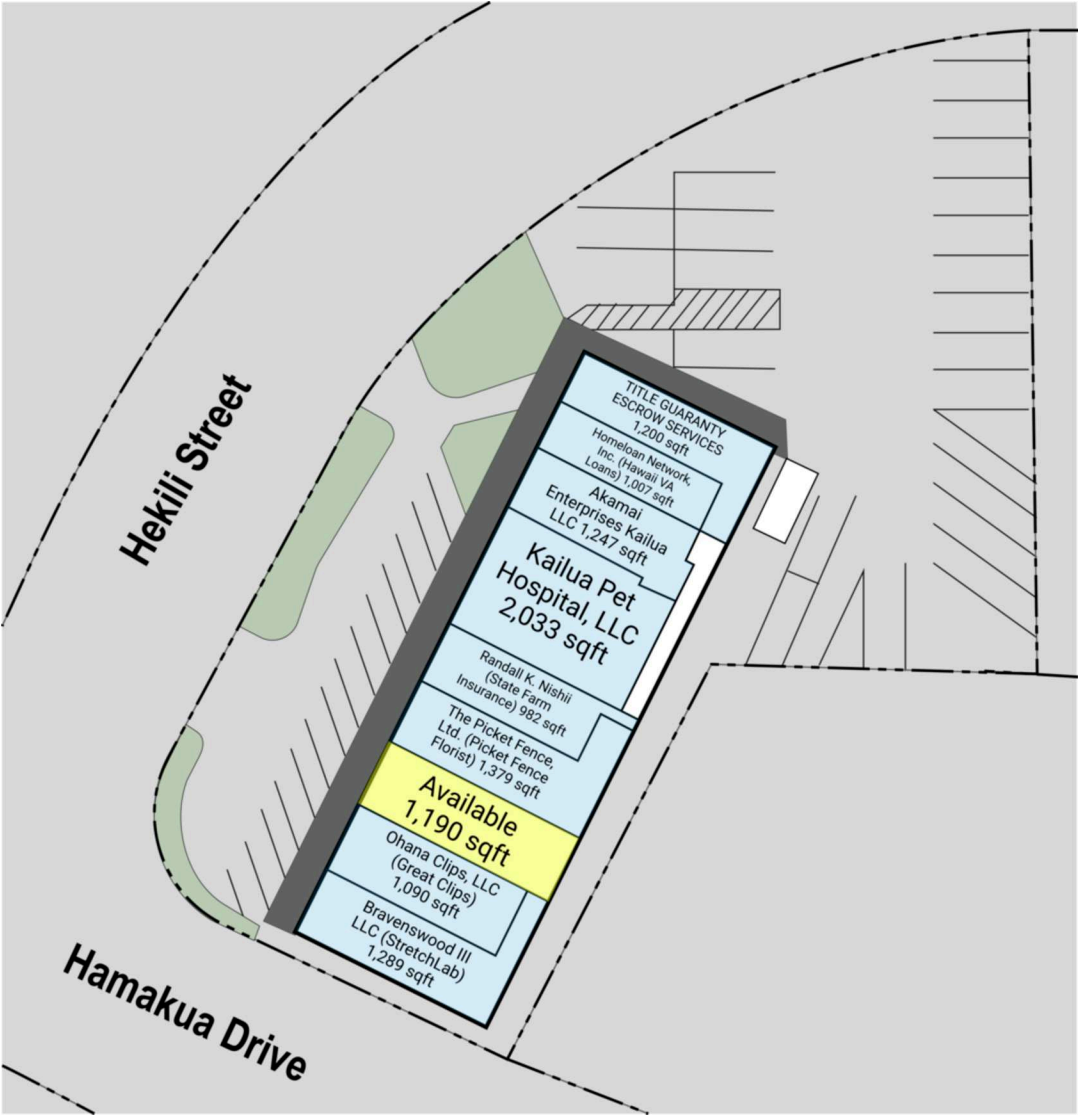 Hekili Street
TITLE GUARANTY
ESCROW SERVICES
1,200 sqft
Homeloan Network,
Inc. (Hawaii VA
Loans) 1,007 sqft
Akamai
Enterprises Kailua
LLC 1,247 sqft
Kailua Pet
Hospital, LLC
2,033 sqft
Randall K. Nishii
(State Farm
Insurance) 982 sqft
The Picket Fence,
Ltd. (Picket Fence
Florist) 1,379 sqft
Available
1,190 sqft
Ohana Clips, LLC
(Great Clips)
1,090 sqft
Bravenswood III
LLC (StretchLab)
1,289 sqft
Hamakua Drive